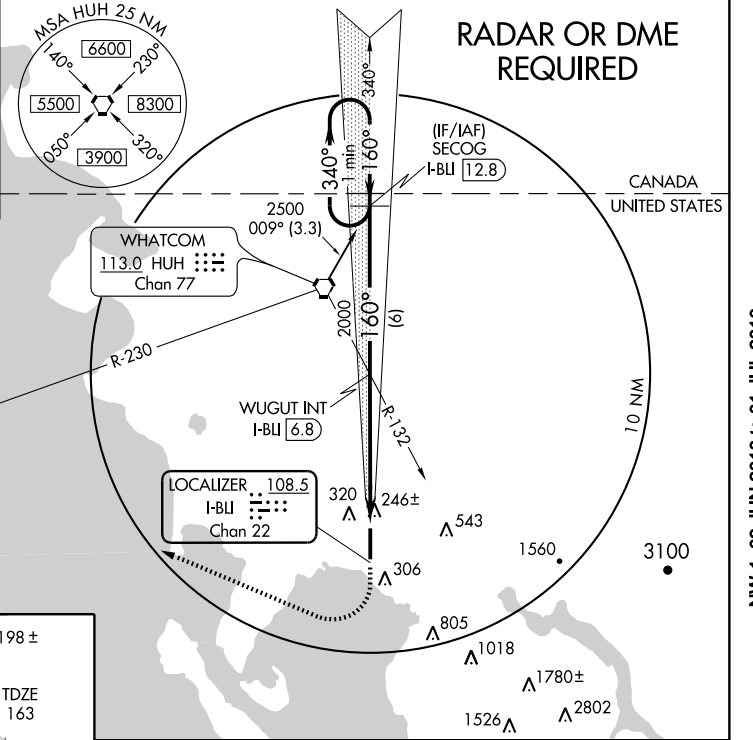 MSA HUH 25 NM
6600
140°
230°
5500
8300
050°
320°
3900
RADAR OR DME
REQUIRED
340°
(IF/IAF)
SECOG
I-BLI 12.8
340°
1 min
160°
CANADA
UNITED STATES
2500
009° (3.3)
WHATCOM
113.0 HUH
Chan 77
2000
160°
(6)
R-230
R-132
10 NM
WUGUT INT
I-BLI 6.8
LOCALIZER 108.5
I-BLI
Chan 22
320
246±
543
1560
3100
306
805
1018
1780±
2802
1526
198 ±
TDZE
163